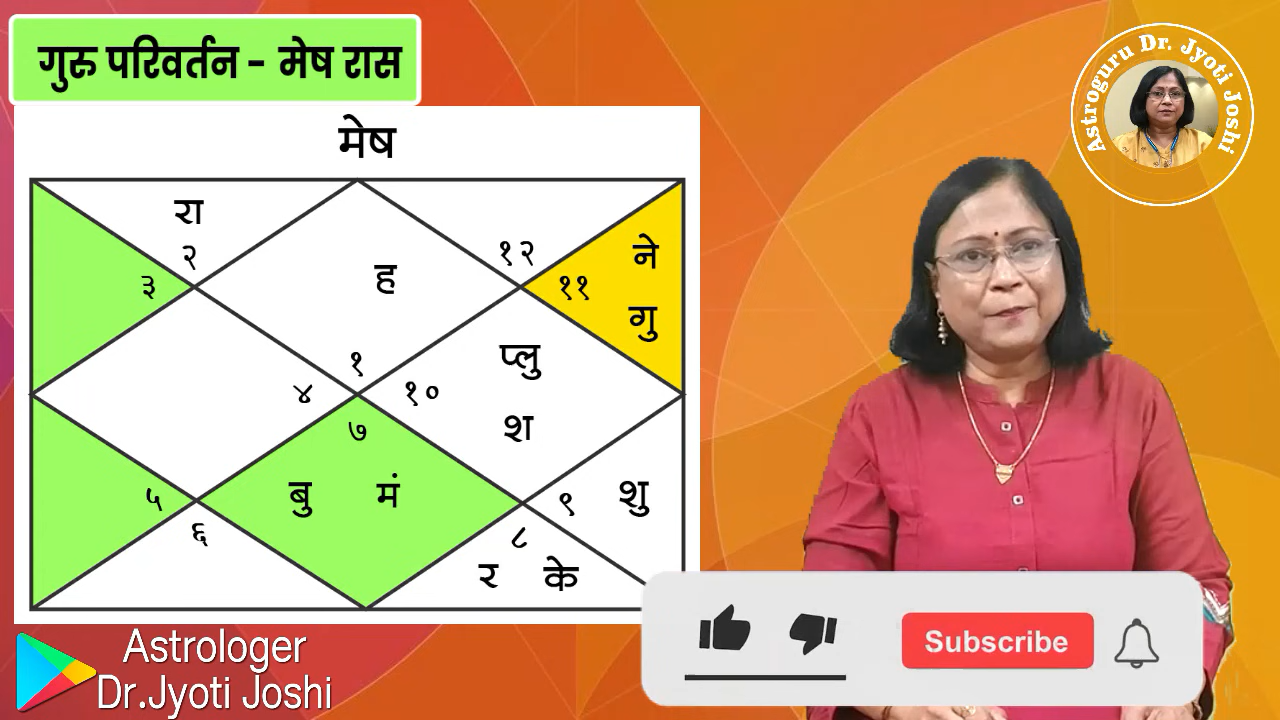 गुरु परिवर्तन - मेष रास
Astroguru Dr. Jyoti Joshi
मेष
रा
२
३
ह
१
१२
११
ने
गु
प्लु
१०
श
४
७
बु मं
५
६
९
शु
८
र के
Astrologer
Dr.Jyoti Joshi
Subscribe